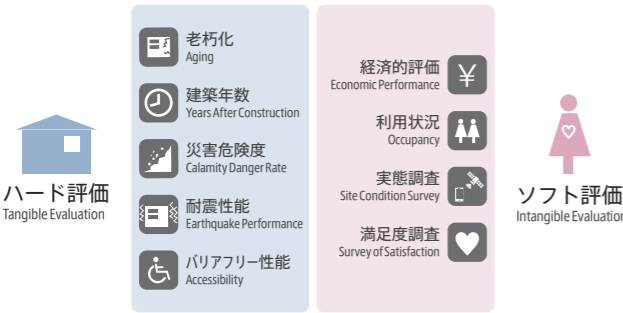 ハード評価
Tangible Evaluation
老朽化
Aging
建築年数
Years After Construction
災害危険度
Calamity Danger Rate
耐震性能
Earthquake Performance
バリアフリー性能
Accessibility
経済的評価
Economic Performance
¥
利用状況
Occupancy
実態調査
Site Condition Survey
満足度調査
Survey of Satisfaction
ソフト評価
Intangible Evaluation